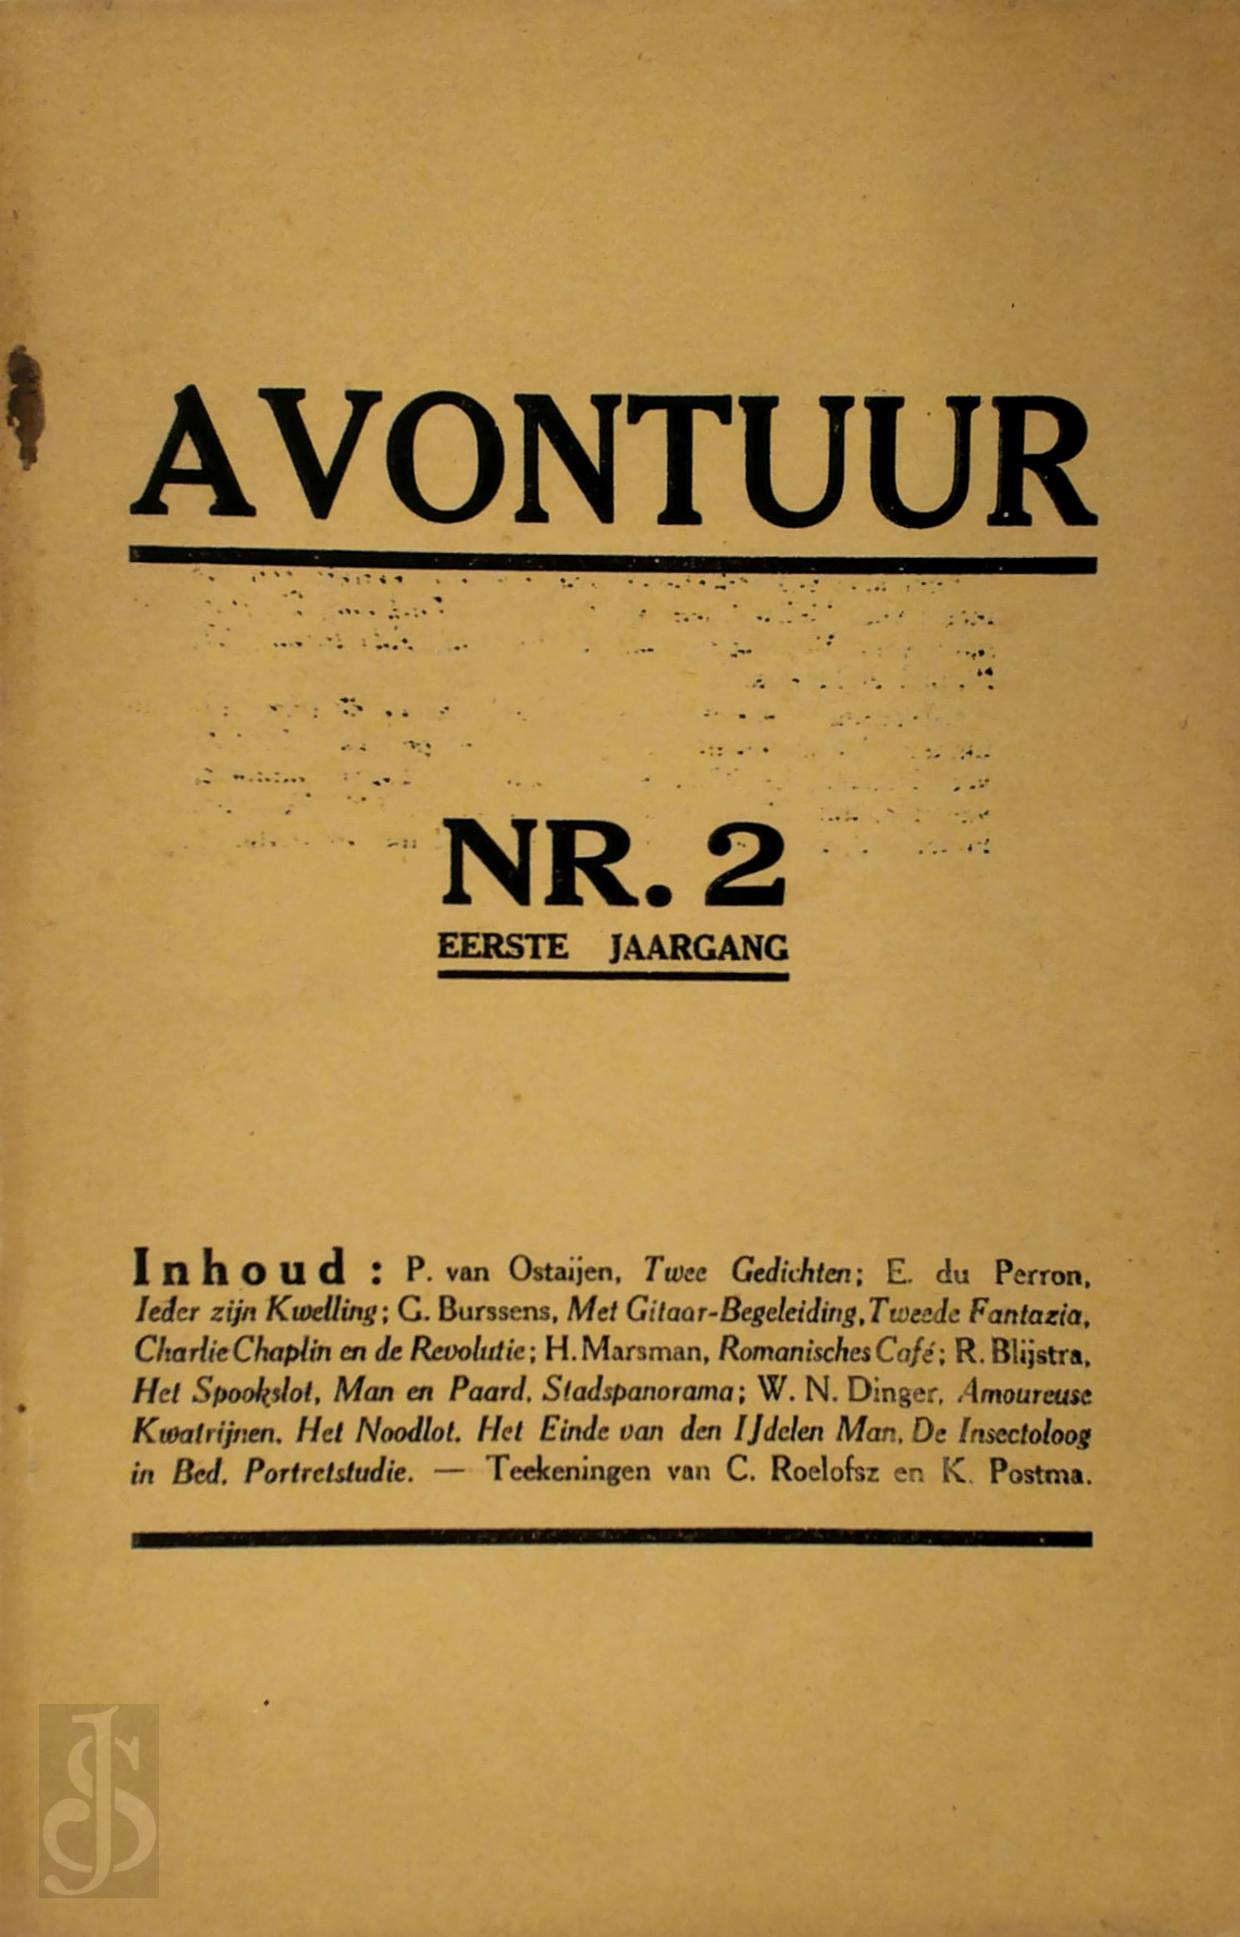 AVONTUUR
NR. 2
EERSTE JAARGANG
Inhoud : P. van Ostaijen, Twee Gedichten; E. du Perron,
Ieder zijn Kwelling; G. Burssens, Met Gitaar-Begeleiding, Tweede Fantazia,
Charlie Chaplin en de Revolutie; H. Marsman, Romanisches Café; R. Blijstra,
Het Spookslot, Man en Paard, Stadspanorama; W. N. Dinger, Amoureuse
Kwatrijnen. Het Noodlot. Het Einde van den IJdelen Man, De Insectoloog
in Bed. Portretstudie. — Teekeningen van C. Roelofsz en K. Postma.